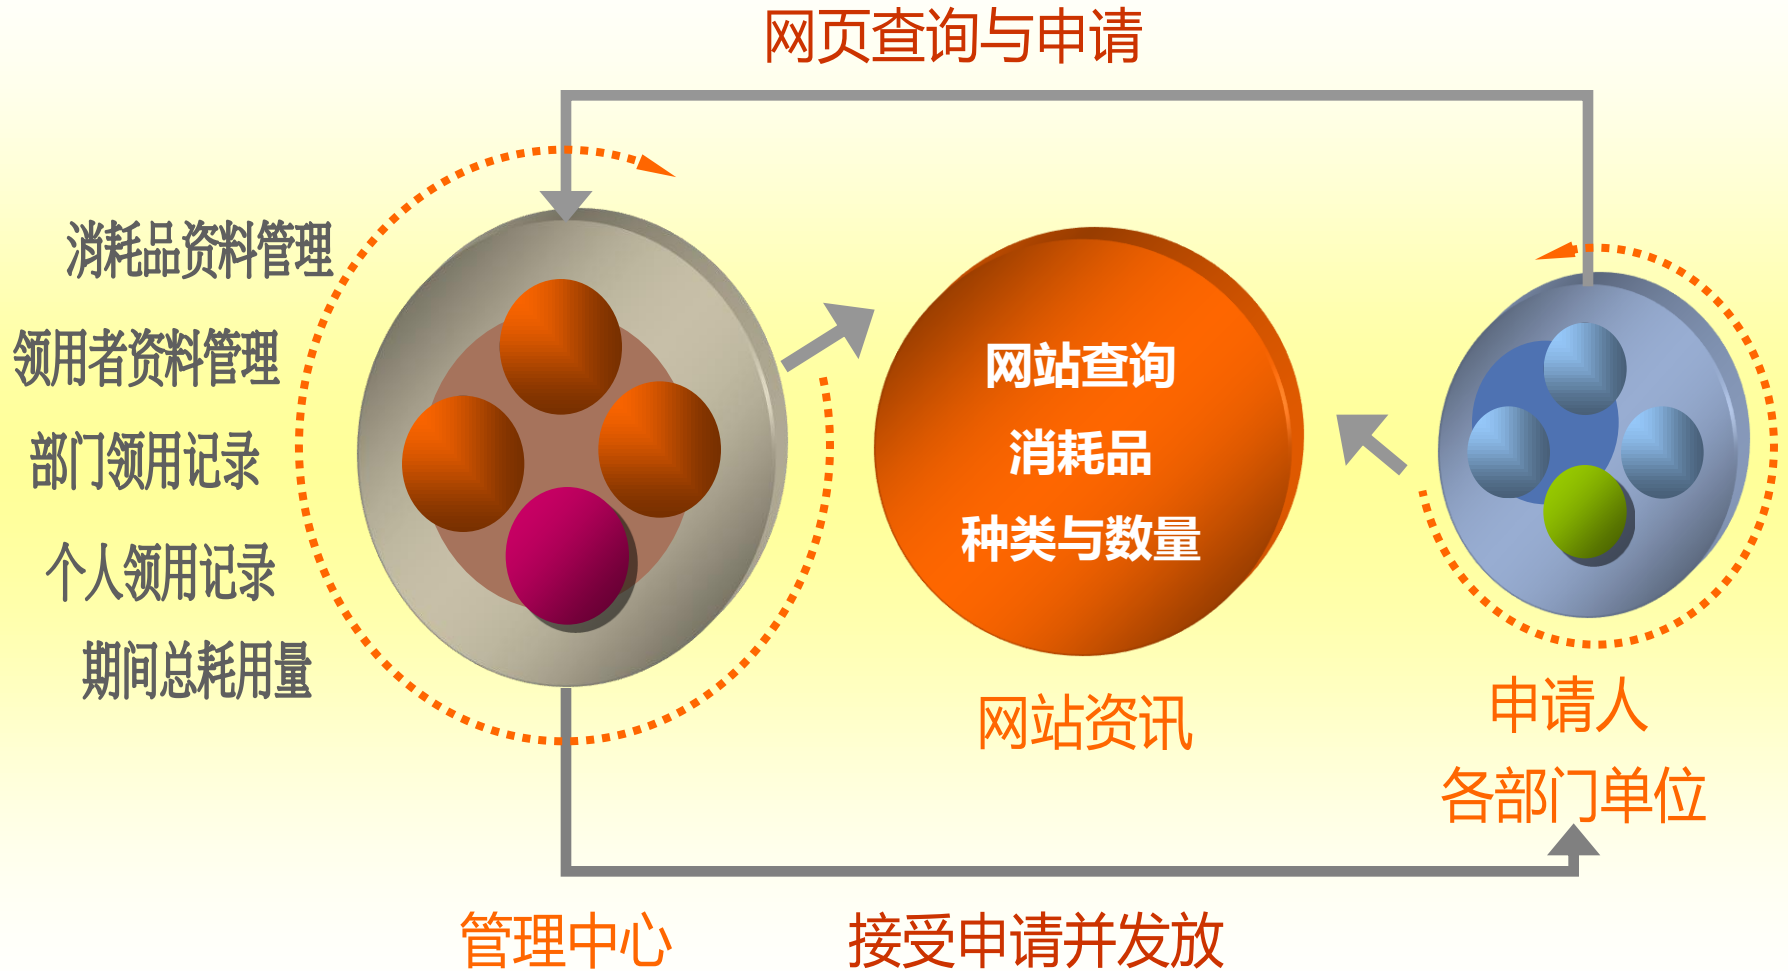 网页查询与申请
消耗品资料管理
领用者资料管理
部门领用记录
个人领用记录
期间总耗用量
网站查询
消耗品
种类与数量
网站资讯
申请人
各部门单位
管理中心
接受申请并发放